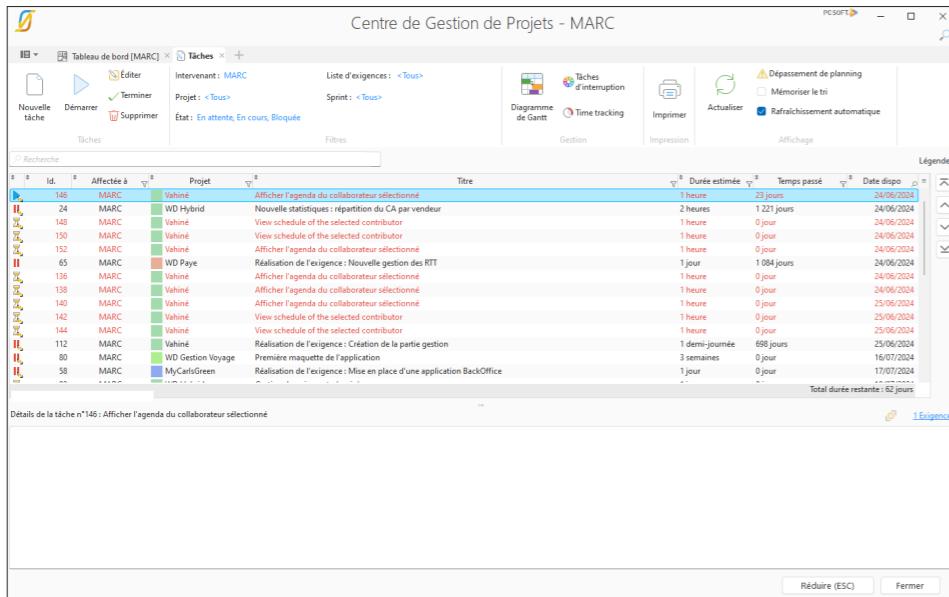 Centre de Gestion de Projets - MARC
PC SOFT
Tableau de bord [MARC]
Tâches
Nouvelle tâche
Démarrer
Éditer
Terminer
Supprimer
Tâches
Intervenant : MARC
Liste d'exigences : <Tous>
Projet : <Tous>
Sprint : <Tous>
État : En attente, En cours, Bloquée
Filtres
Diagramme de Gantt
Tâches d'interruption
Time tracking
Gestion
Imprimer
Impression
Actualiser
Dépassement de planning
Mémoriser le tri
Rafraîchissement automatique
Affichage
Recherche
Légende
Id. Affectée à Projet Titre Durée estimée Temps passé Date dispo
146 MARC Vahiné Afficher l'agenda du collaborateur sélectionné 1 heure 23 jours 24/06/2024
24 MARC WD Hybrid Nouvelle statistiques : répartition du CA par vendeur 2 heures 1 221 jours 24/06/2024
148 MARC Vahiné View schedule of the selected contributor 1 heure 0 jour 24/06/2024
150 MARC Vahiné View schedule of the selected contributor 1 heure 0 jour 24/06/2024
152 MARC Vahiné Afficher l'agenda du collaborateur sélectionné 1 heure 0 jour 24/06/2024
65 MARC WD Paye Réalisation de l'exigence : Nouvelle gestion des RTT 1 jour 1 084 jours 24/06/2024
136 MARC Vahiné Afficher l'agenda du collaborateur sélectionné 1 heure 0 jour 24/06/2024
138 MARC Vahiné Afficher l'agenda du collaborateur sélectionné 1 heure 0 jour 24/06/2024
140 MARC Vahiné Afficher l'agenda du collaborateur sélectionné 1 heure 0 jour 25/06/2024
142 MARC Vahiné View schedule of the selected contributor 1 heure 0 jour 25/06/2024
144 MARC Vahiné View schedule of the selected contributor 1 heure 0 jour 25/06/2024
112 MARC Vahiné Réalisation de l'exigence : Création de la partie gestion 1 demi-journée 698 jours 25/06/2024
80 MARC WD Gestion Voyage Première maquette de l'application 3 semaines 0 jour 16/07/2024
58 MARC MyCarIsGreen Réalisation de l'exigence : Mise en place d'une application BackOffice 1 jour 0 jour 17/07/2024
Total durée restante : 62 jours
Détails de la tâche n°146 : Afficher l'agenda du collaborateur sélectionné
1 Exigence
Réduire (ESC)
Fermer